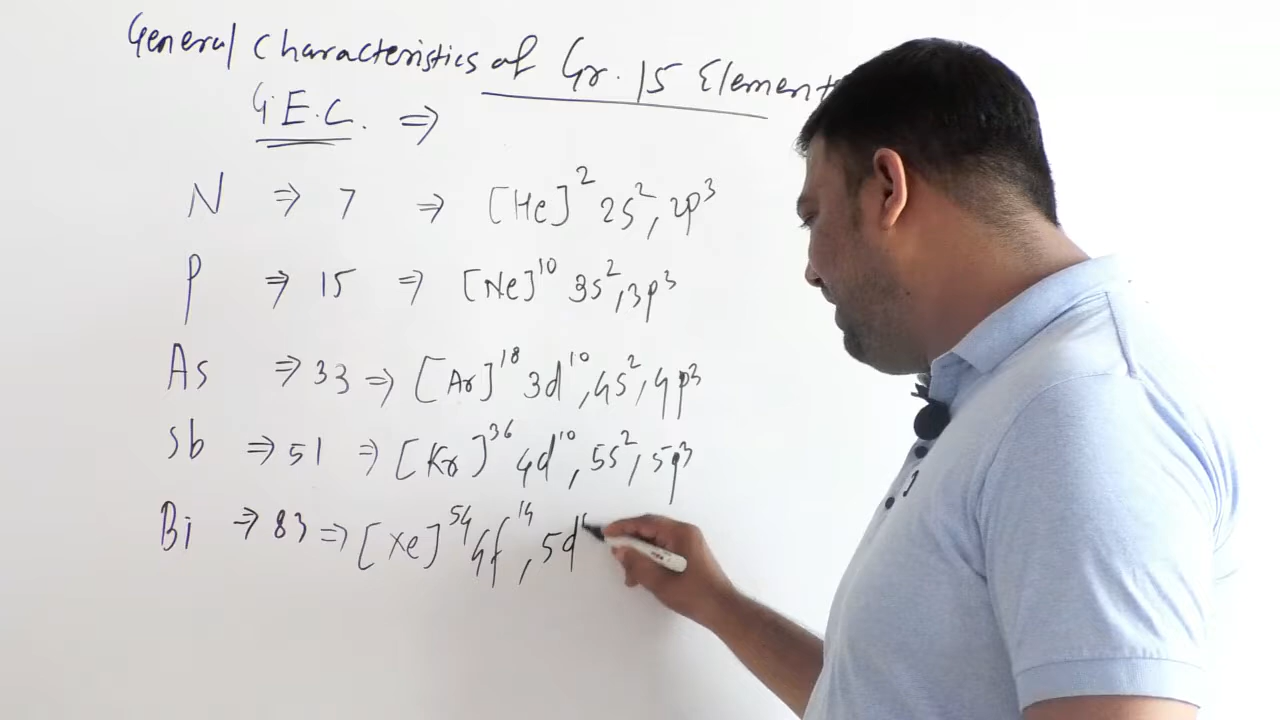 General Characteristics of Gr. 15 Element
G.E.C. ⇒
N ⇒ 7 ⇒ [He]² 2s², 2p³
P ⇒ 15 ⇒ [Ne]¹⁰ 3s², 3p³
As ⇒ 33 ⇒ [Ar]¹⁸ 3d¹⁰, 4s², 4p³
Sb ⇒ 51 ⇒ [Kr]³⁶ 4d¹⁰, 5s², 5p³
Bi ⇒ 83 ⇒ [Xe]⁵⁴ 4f¹⁴, 5d¹